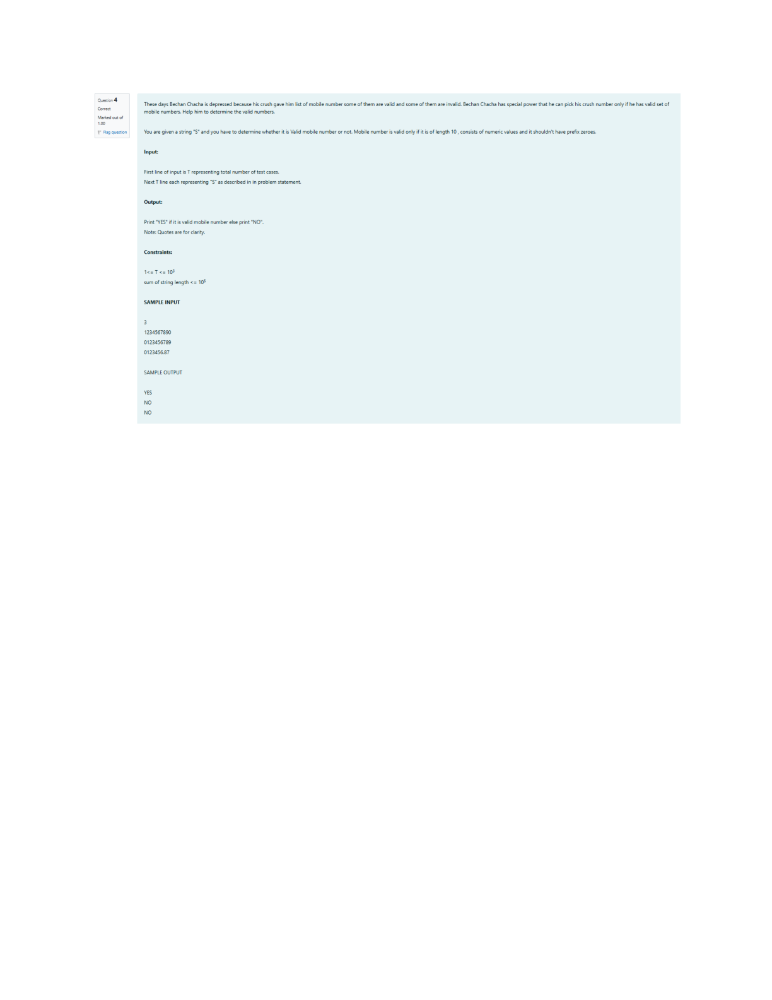 Question 4
Correct
Marked out of
1.00
Flag question
These days Bechan Chacha is depressed because his crush gave him list of mobile number some of them are valid and some of them are invalid. Bechan Chacha has special power that he can pick his crush number only if he has valid set of
mobile numbers. Help him to determine the valid numbers.
You are given a string "S" and you have to determine whether it is Valid mobile number or not. Mobile number is valid only if it is of length 10 , consists of numeric values and it shouldn't have prefix zeroes.
Input:
First line of input is T representing total number of test cases.
Next T line each representing "S" as described in in problem statement.
Output:
Print "YES" if it is valid mobile number else print "NO".
Note: Quotes are for clarity.
Constraints:
1<= T <= 10³
sum of string length <= 10⁵
SAMPLE INPUT
3
1234567890
0123456789
0123456.87
SAMPLE OUTPUT
YES
NO
NO